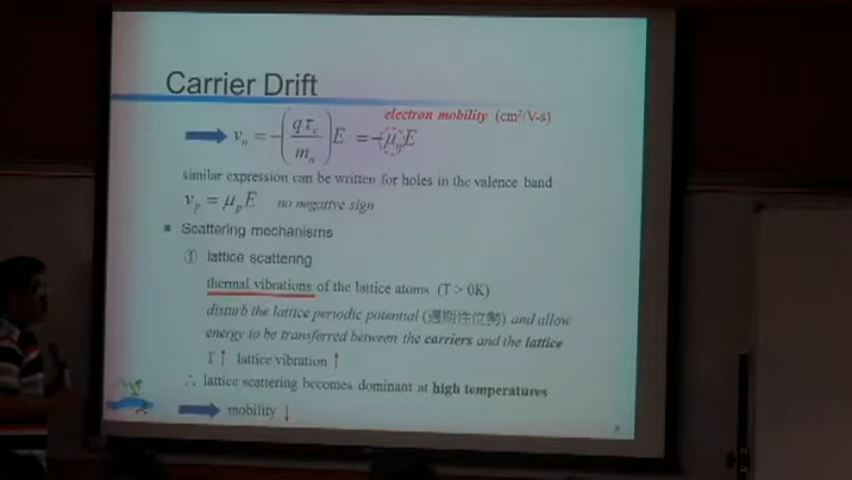 Carrier Drift
electron mobility (cm²/V-s)
vₙ = −(qτ꜀ / mₙ) E = −μₙE
similar expression can be written for holes in the valence band
vₚ = μₚE no negative sign
▪ Scattering mechanisms
① lattice scattering
thermal vibrations of the lattice atoms (T > 0K)
disturb the lattice periodic potential (週期性位勢) and allow
energy to be transferred between the carriers and the lattice
T↑ lattice vibration ↑
∴ lattice scattering becomes dominant at high temperatures
mobility ↓